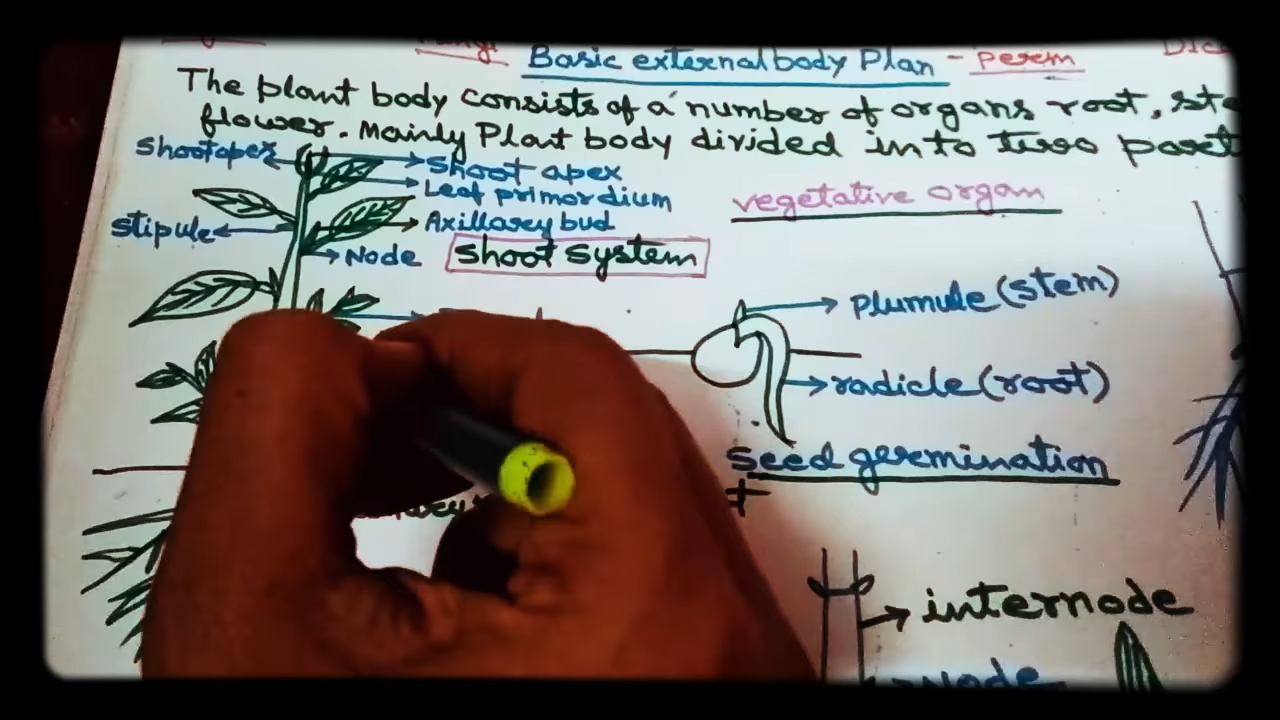 Basic external body Plan - Perm
The plant body consists of a number of organs root, ste
flower. Mainly Plant body divided into two part
Shoot apex
Shoot apex
Leaf primordium
vegetative organ
stipule
Axillary bud
Node
Shoot System
Plumule (stem)
radicle (root)
Seed germination
+
internode
Node